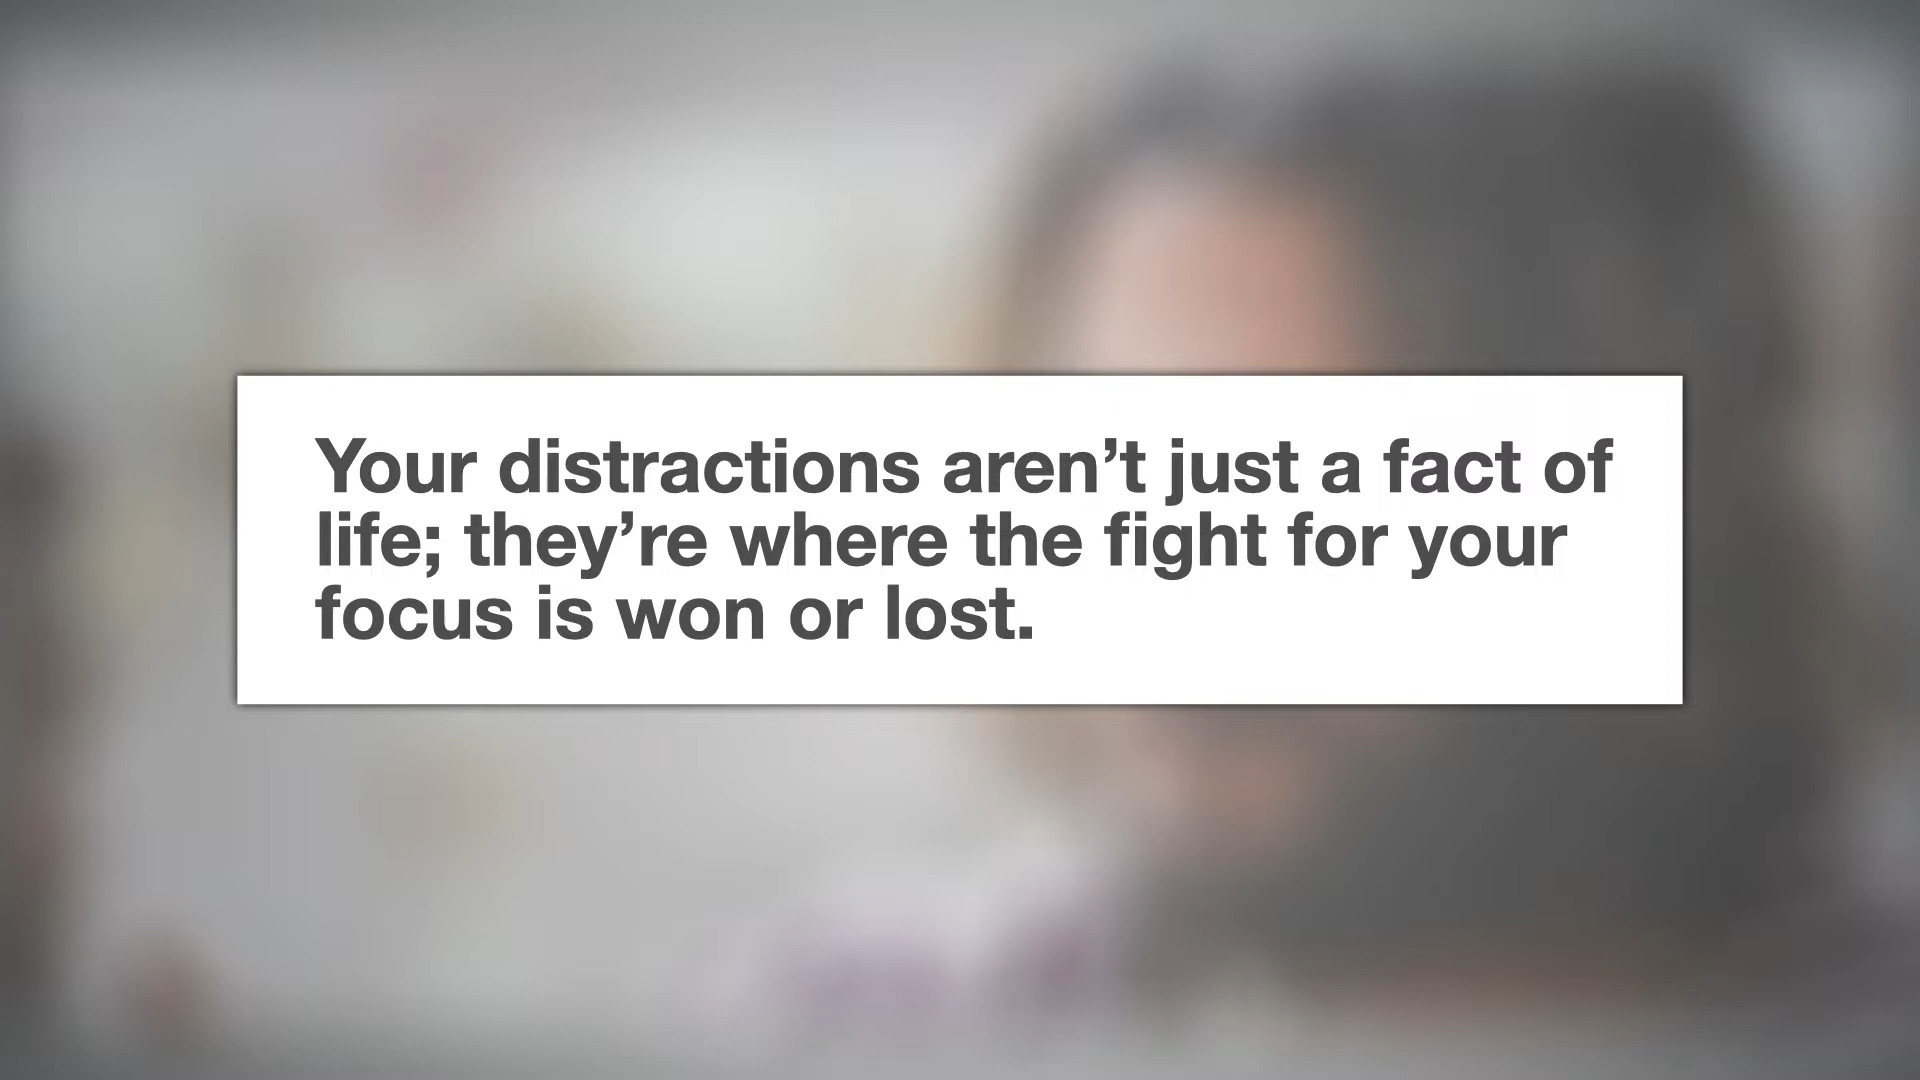 Your distractions aren’t just a fact of
life; they’re where the fight for your
focus is won or lost.